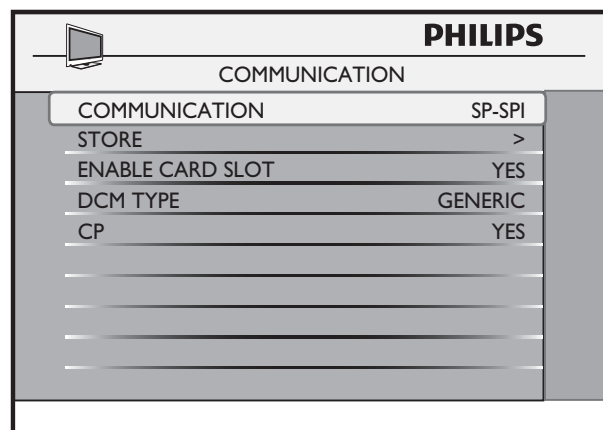 PHILIPS
COMMUNICATION
COMMUNICATION SP-SPI
STORE >
ENABLE CARD SLOT YES
DCM TYPE GENERIC
CP YES